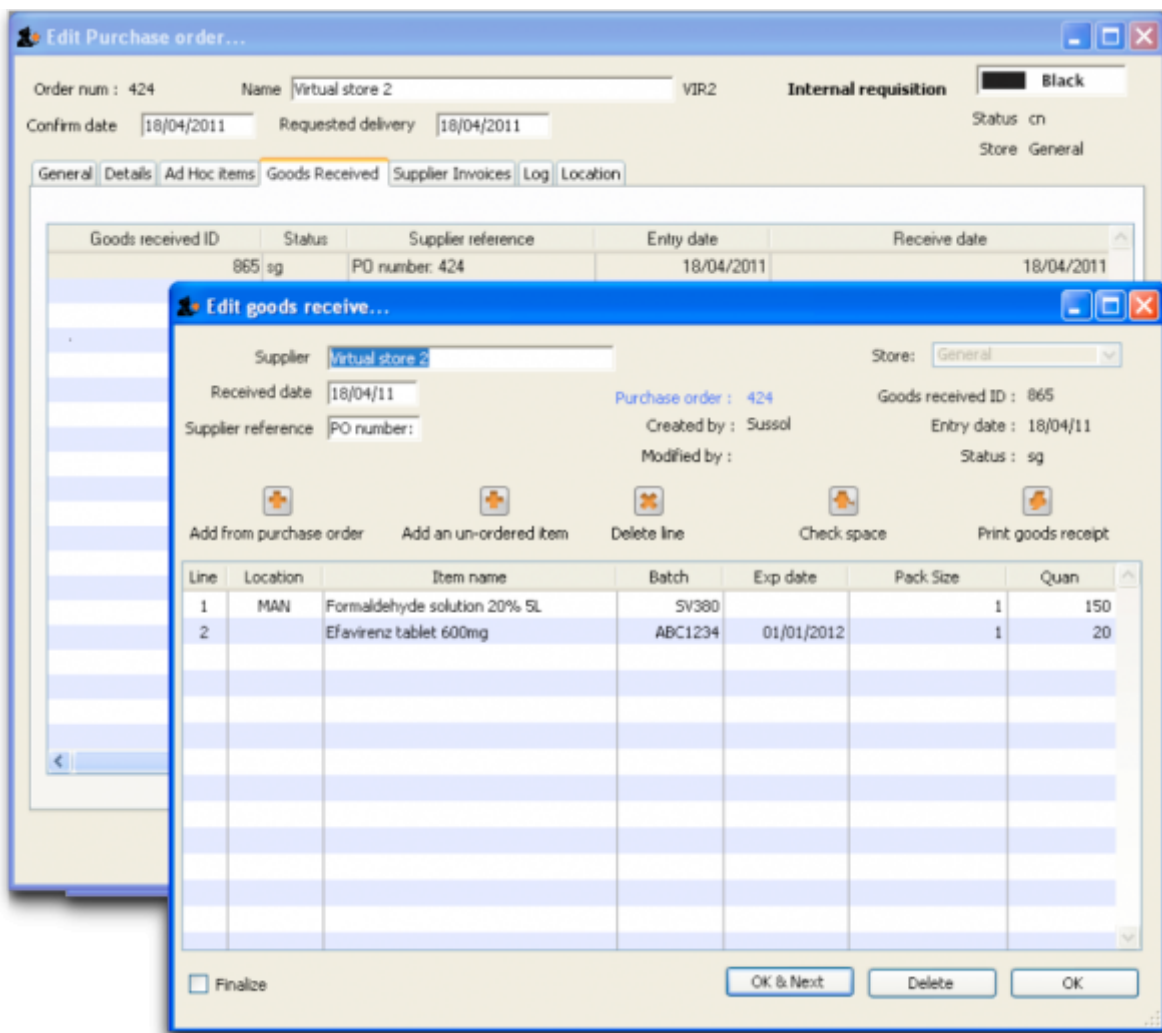 Edit Purchase order...
Order num : 424 Name Virtual store 2 VIR2 Internal requisition Black
Confirm date 18/04/2011 Requested delivery 18/04/2011 Status cn
Store General
General Details Ad Hoc items Goods Received Supplier Invoices Log Location
Goods received ID Status Supplier reference Entry date Receive date
865 sg PO number: 424 18/04/2011 18/04/2011
Edit goods receive...
Supplier Virtual store 2 Store: General
Received date 18/04/11 Purchase order : 424 Goods received ID : 865
Supplier reference PO number: Created by : Sussol Entry date : 18/04/11
Modified by : Status : sg
Add from purchase order Add an un-ordered item Delete line Check space Print goods receipt
Line Location Item name Batch Exp date Pack Size Quan
1 MAN Formaldehyde solution 20% 5L SV380 1 150
2 Efavirenz tablet 600mg ABC1234 01/01/2012 1 20
Finalize OK & Next Delete OK